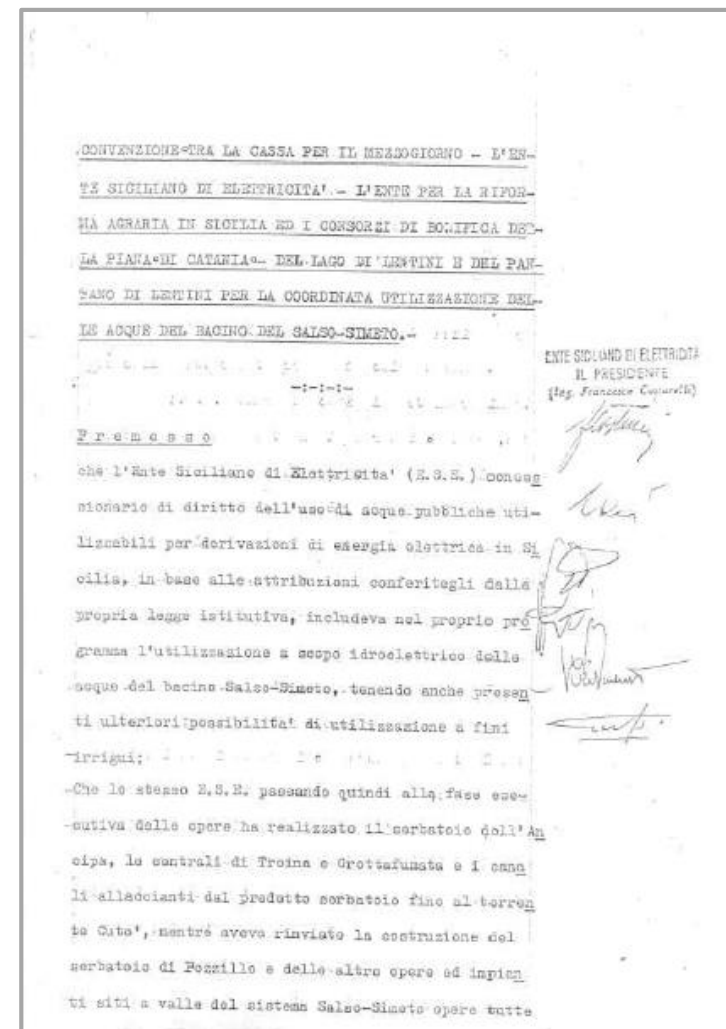 CONVENZIONE TRA LA CASSA PER IL MEZZOGIORNO - L'EN-
TE SICILIANO DI ELETTRICITA' - L'ENTE PER LA RIFOR-
MA AGRARIA IN SICILIA ED I CONSORZI DI BONIFICA DEL-
LA PIANA DI CATANIA - DEL LAGO DI LENTINI E DEL PAN-
TANO DI LENTINI PER LA COORDINATA UTILIZZAZIONE DEL-
LE ACQUE DEL BACINO DEL SALSO-SIMETO.-
-:-:-:-
ENTE SICILIANO DI ELETTRICITÀ
IL PRESIDENTE
(Ing. Francesco
Premesso
che l'Ente Siciliano di Elettricita' (E.S.E.) conces
sionario di diritto dell'uso di acque pubbliche uti-
lizzabili per derivazioni di energia elettrica in Si
cilia, in base alle attribuzioni conferitegli dalla
propria legge istitutiva, includeva nel proprio pro
gramma l'utilizzazione a scopo idroelettrico delle
acque del bacino Salso-Simeto, tenendo anche presen
ti ulteriori possibilita' di utilizzazione a fini
irrigui;
Che lo stesso E.S.E. passando quindi alla fase ese-
cutiva delle opere ha realizzato il serbatoio dell'An
cipa, le centrali di Troina e Grottafumata e i cana
li allaccianti dal predetto serbatoio fino al torren
te Cuto', mentre aveva rinviato la costruzione del
serbatoio di Pozzillo e delle altre opere ed impian
ti siti a valle del sistema Salso-Simeto opere tutte